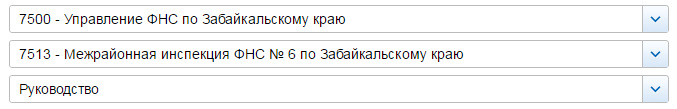 7500 - Управление ФНС по Забайкальскому краю
7513 - Межрайонная инспекция ФНС № 6 по Забайкальскому краю
Руководство